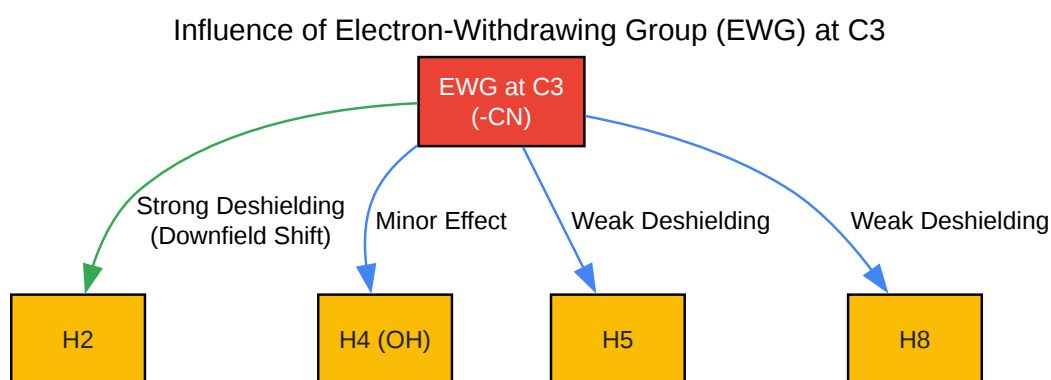 Influence of Electron-Withdrawing Group (EWG) at C3
EWG at C3
(-CN)
Strong Deshielding
(Downfield Shift)
Minor Effect
Weak Deshielding
Weak Deshielding
H2
H4 (OH)
H5
H8